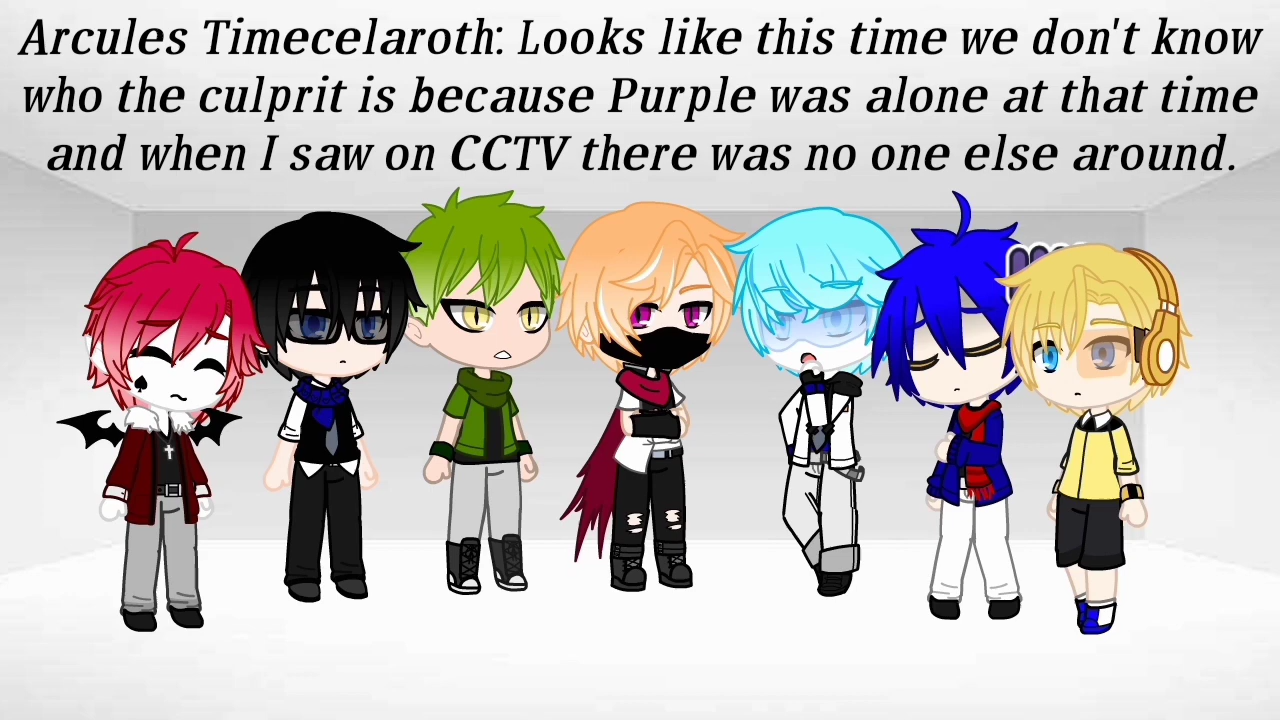 Arcules Timecelaroth: Looks like this time we don't know
who the culprit is because Purple was alone at that time
and when I saw on CCTV there was no one else around.